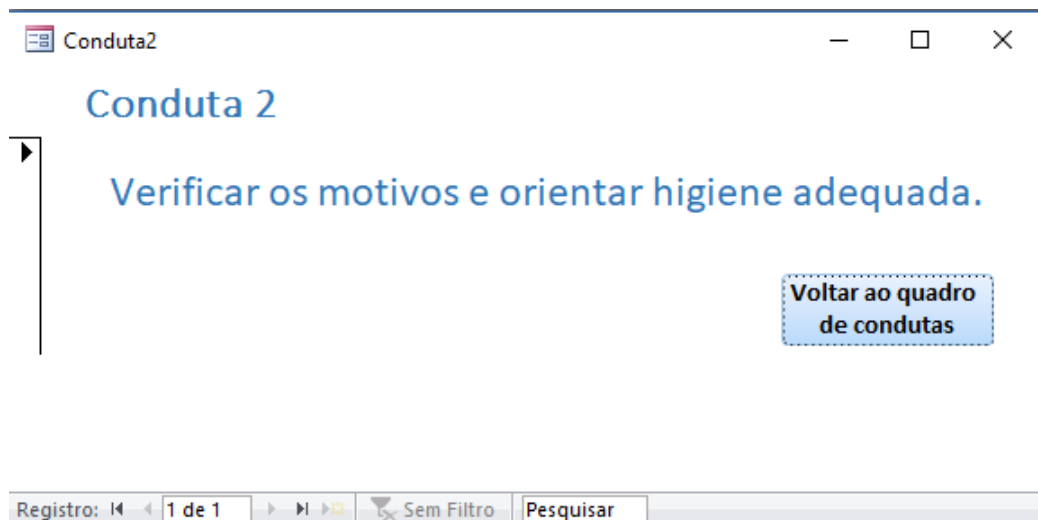 Conduta2
Conduta 2
Verificar os motivos e orientar higiene adequada.
Voltar ao quadro
de condutas
Registro: 1 de 1 Sem Filtro Pesquisar